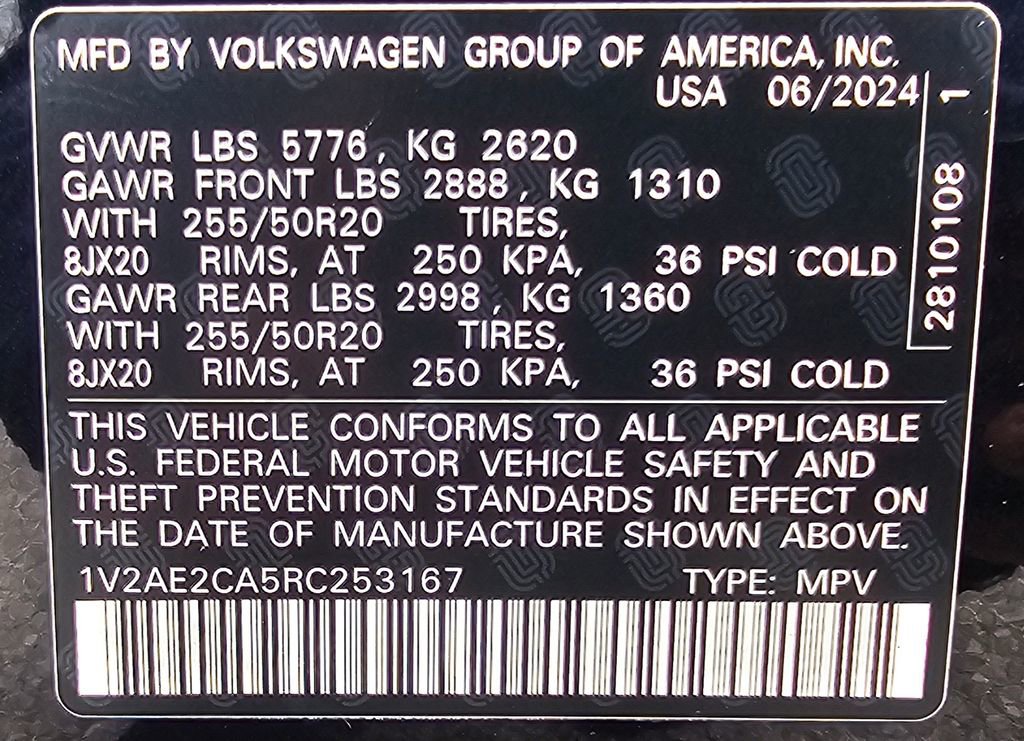 MFD BY VOLKSWAGEN GROUP OF AMERICA, INC.
USA 06/2024
GVWR LBS 5776, KG 2620
GAWR FRONT LBS 2888, KG 1310
WITH 255/50R20 TIRES,
8JX20 RIMS, AT 250 KPA, 36 PSI COLD
GAWR REAR LBS 2998, KG 1360
WITH 255/50R20 TIRES,
8JX20 RIMS, AT 250 KPA, 36 PSI COLD
2810108 1
THIS VEHICLE CONFORMS TO ALL APPLICABLE
U.S. FEDERAL MOTOR VEHICLE SAFETY AND
THEFT PREVENTION STANDARDS IN EFFECT ON
THE DATE OF MANUFACTURE SHOWN ABOVE.
1V2AE2CA5RC253167 TYPE: MPV